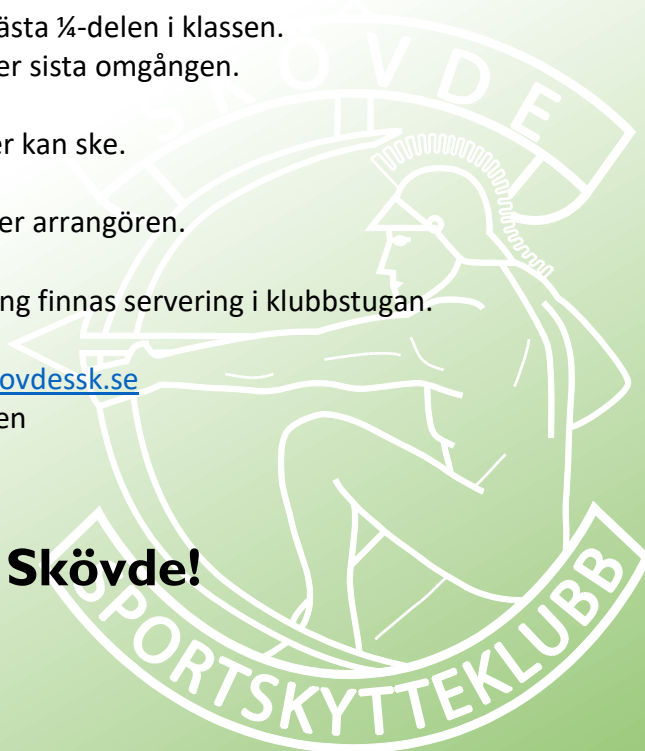 ästa ¼-delen i klassen.
er sista omgången.
er kan ske.
er arrangören.
ng finnas servering i klubbstugan.
ovdessk.se
en
Skövde!
SKÖVDE
SPORTSKYTTEKLUBB